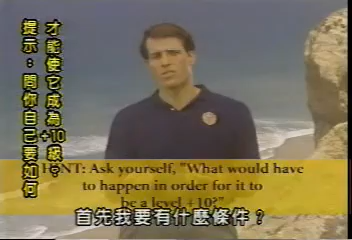 提示：問你自己要如何
才能使它成為+10級？
HINT: Ask yourself, "What would have
to happen in order for it to
be a level +10?"
首先我要有什麼條件？